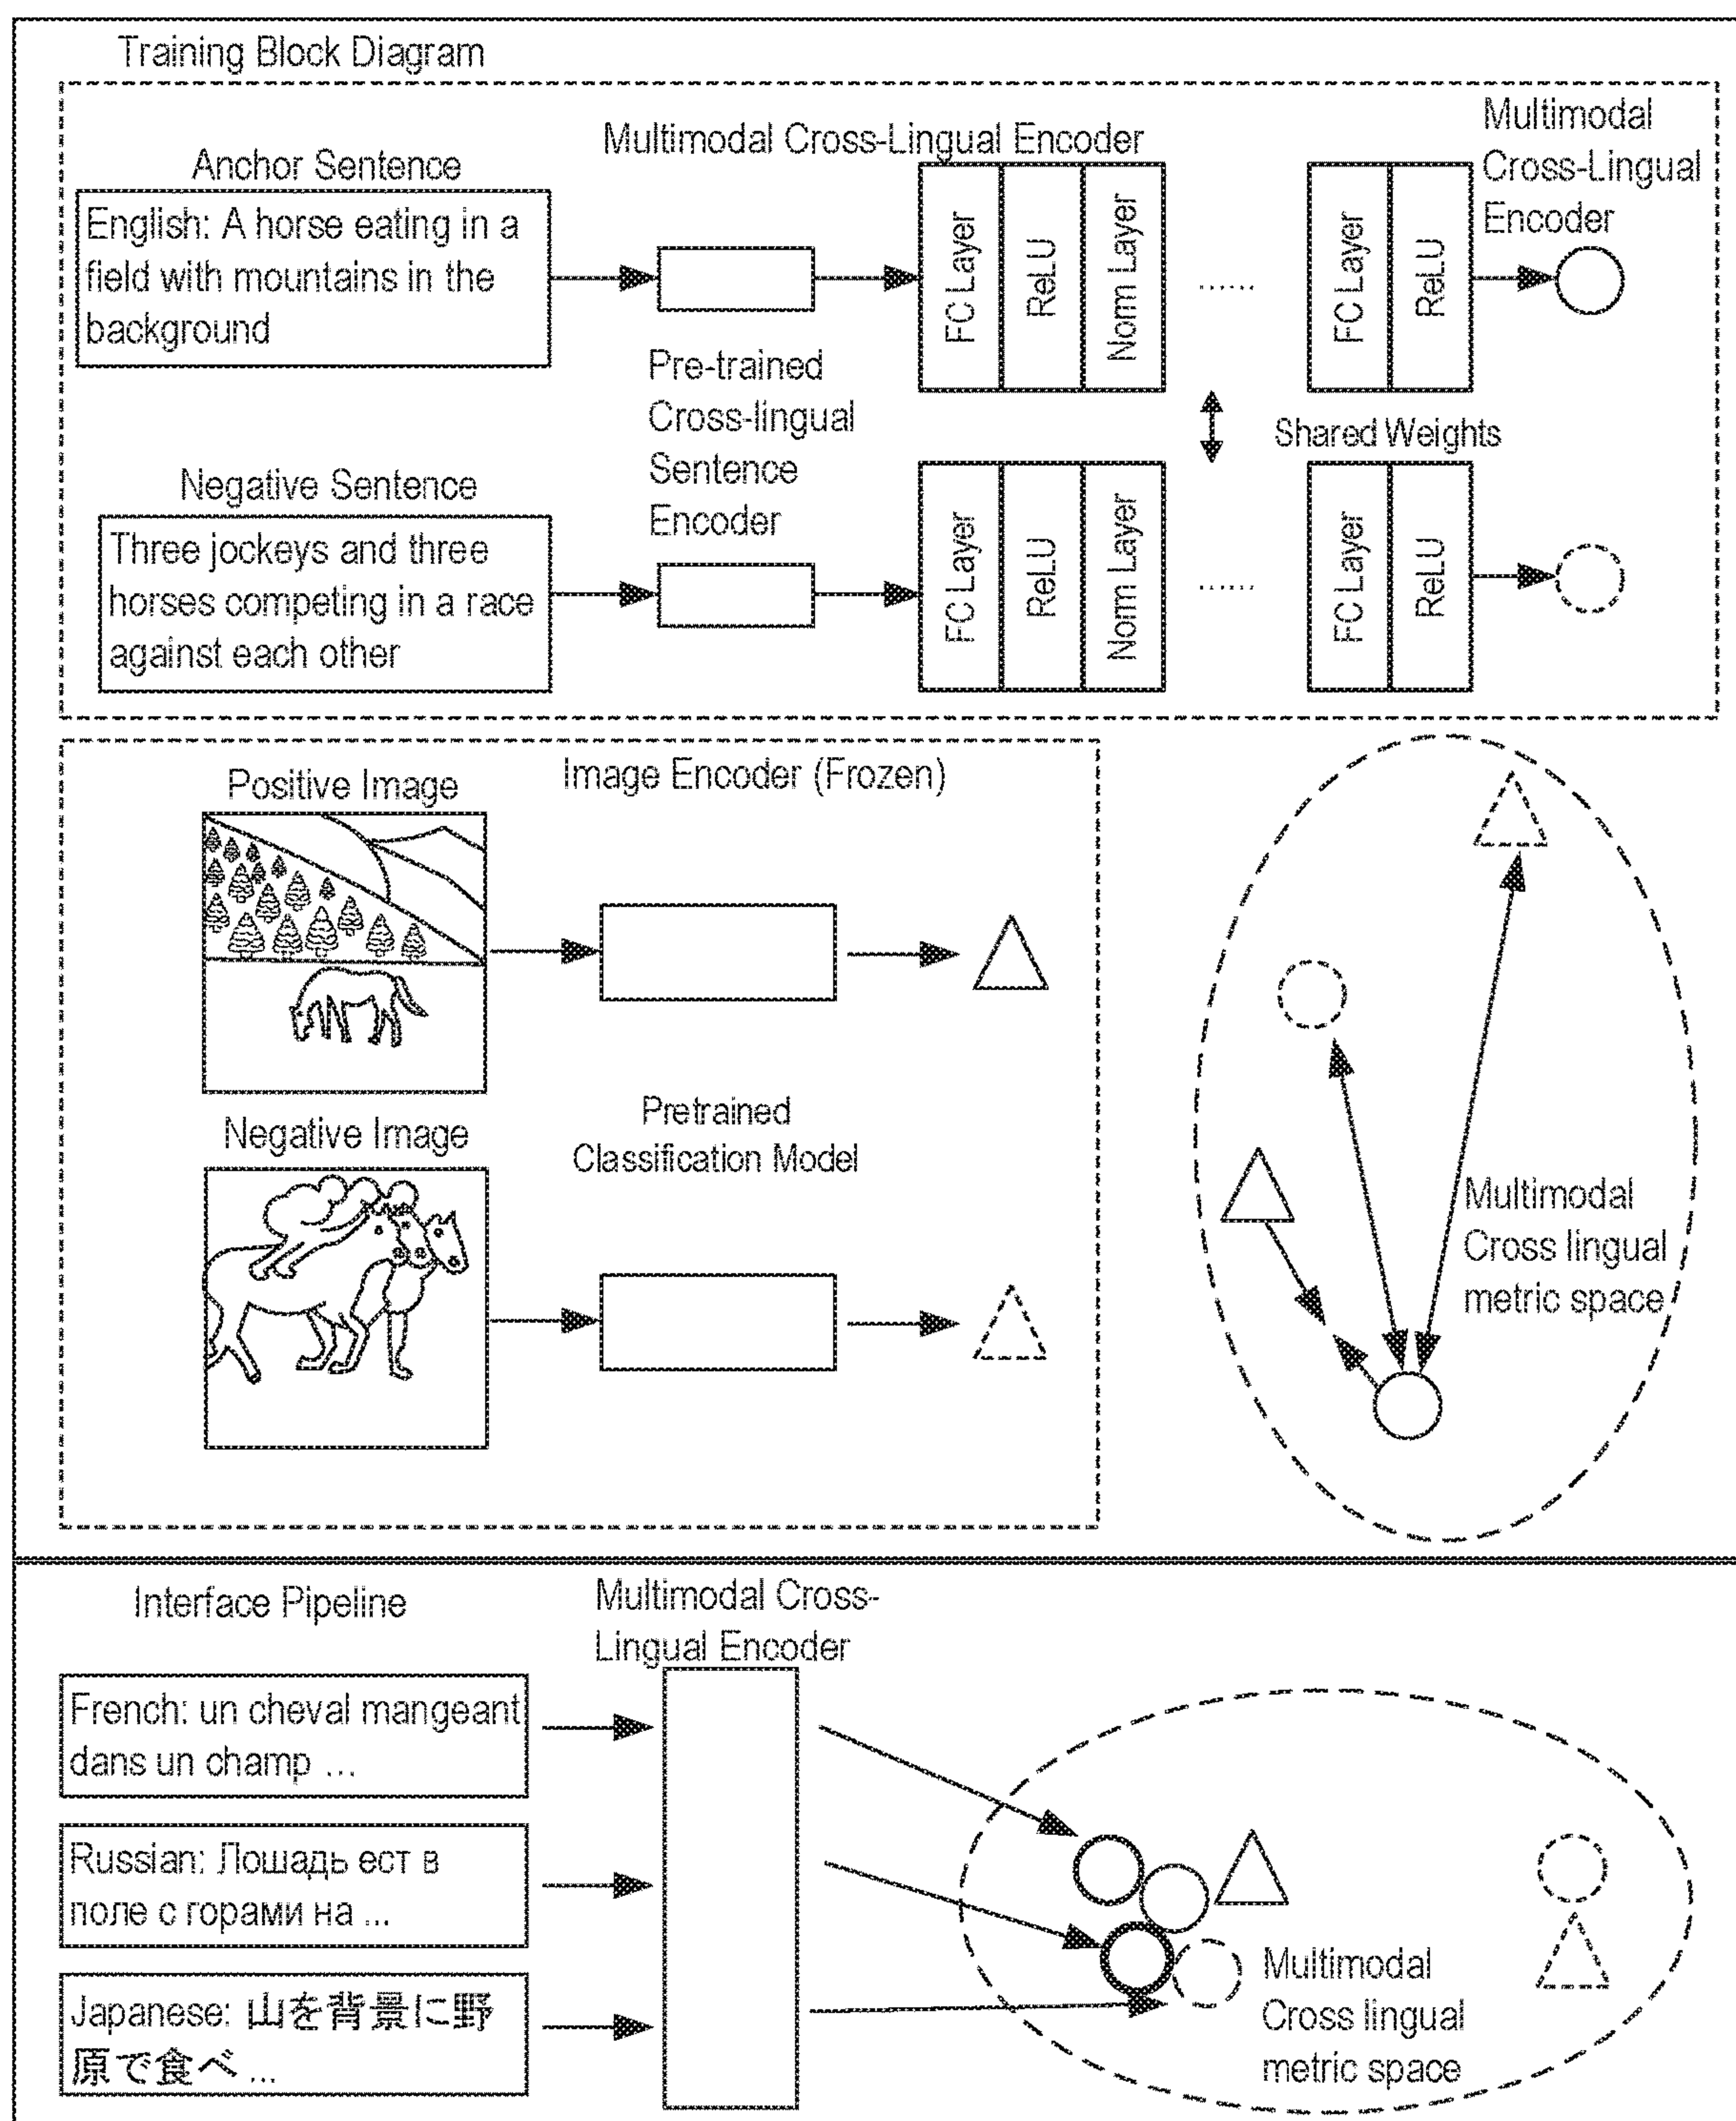 Training Block Diagram
Anchor Sentence
English: A horse eating in a
field with mountains in the
background
Multimodal Cross-Lingual Encoder
FC Layer
ReLU
Norm Layer
......
FC Layer
ReLU
Multimodal
Cross-Lingual
Encoder
Pre-trained
Cross-lingual
Sentence
Encoder
Shared Weights
Negative Sentence
Three jockeys and three
horses competing in a race
against each other
FC Layer
ReLU
Norm Layer
......
FC Layer
ReLU
Positive Image
Image Encoder (Frozen)
Negative Image
Pretrained
Classification Model
Multimodal
Cross lingual
metric space
Interface Pipeline
Multimodal Cross-
Lingual Encoder
French: un cheval mangeant
dans un champ ...
Russian: Лошадь ест в
поле с горами на ...
Japanese: 山を背景に野
原で食べ ...
Multimodal
Cross lingual
metric space